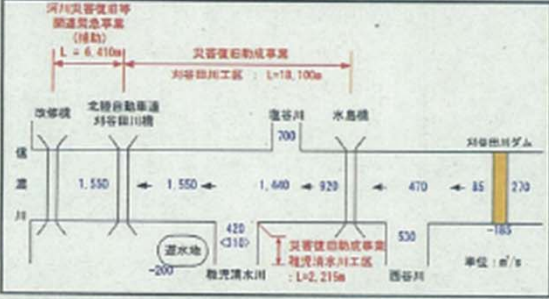 河川災害復旧等
関連緊急事業
(補助)
L = 6,410m
災害復旧助成事業
刈谷田川工区 : L=18,100m
改修橋
北陸自動車道
刈谷田川橋
塩谷川
水島橋
刈谷田川ダム
700
信濃川
1,550
1,550
1,440
920
470
85
270
420
<310>
530
-185
遊水地
-200
稚児清水川
災害復旧助成事業
稚児清水川工区
:L=2,215m
西谷川
単位:m³/s